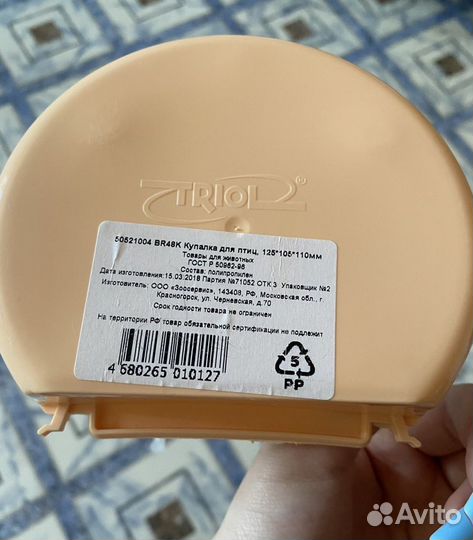 TRIOL ®
50521004 BR48K Купалка для птиц, 125*105*110мм
Товары для животных
ГОСТ Р 50962-96
Состав: полипропилен
Дата изготовления:15.03.2018 Партия №71052 ОТК 3 Упаковщик №2
Изготовитель: ООО «Зоосервис», 143408, РФ, Московская обл., г
Красногорск, ул. Черневская, д.70
Срок годности товара не ограничен
На территории РФ товар обязательной сертификации не подлежит
4 680265 010127
5
PP
Avito